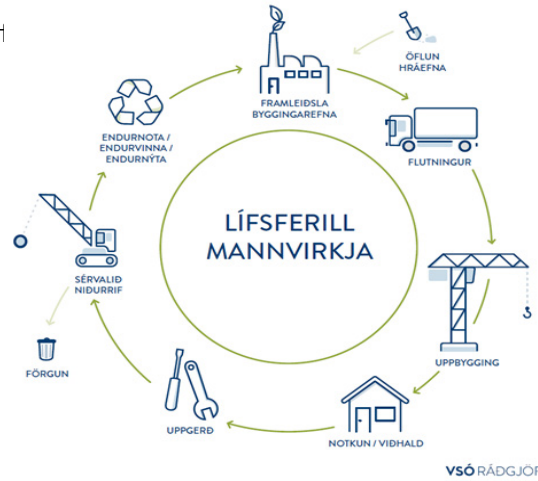 ÖFLUN
HRÁEFNA
FRAMLEIÐSLA
BYGGINGAREFNA
FLUTNINGUR
ENDURNOTA /
ENDURVINNA /
ENDURNÝTA
LÍFSFERILL
MANNVIRKJA
SÉRVALIÐ
NIÐURRIF
UPPBYGGING
FÖRGUN
UPPGERÐ
NOTKUN / VIÐHALD
VSÓ RÁÐGJÖF